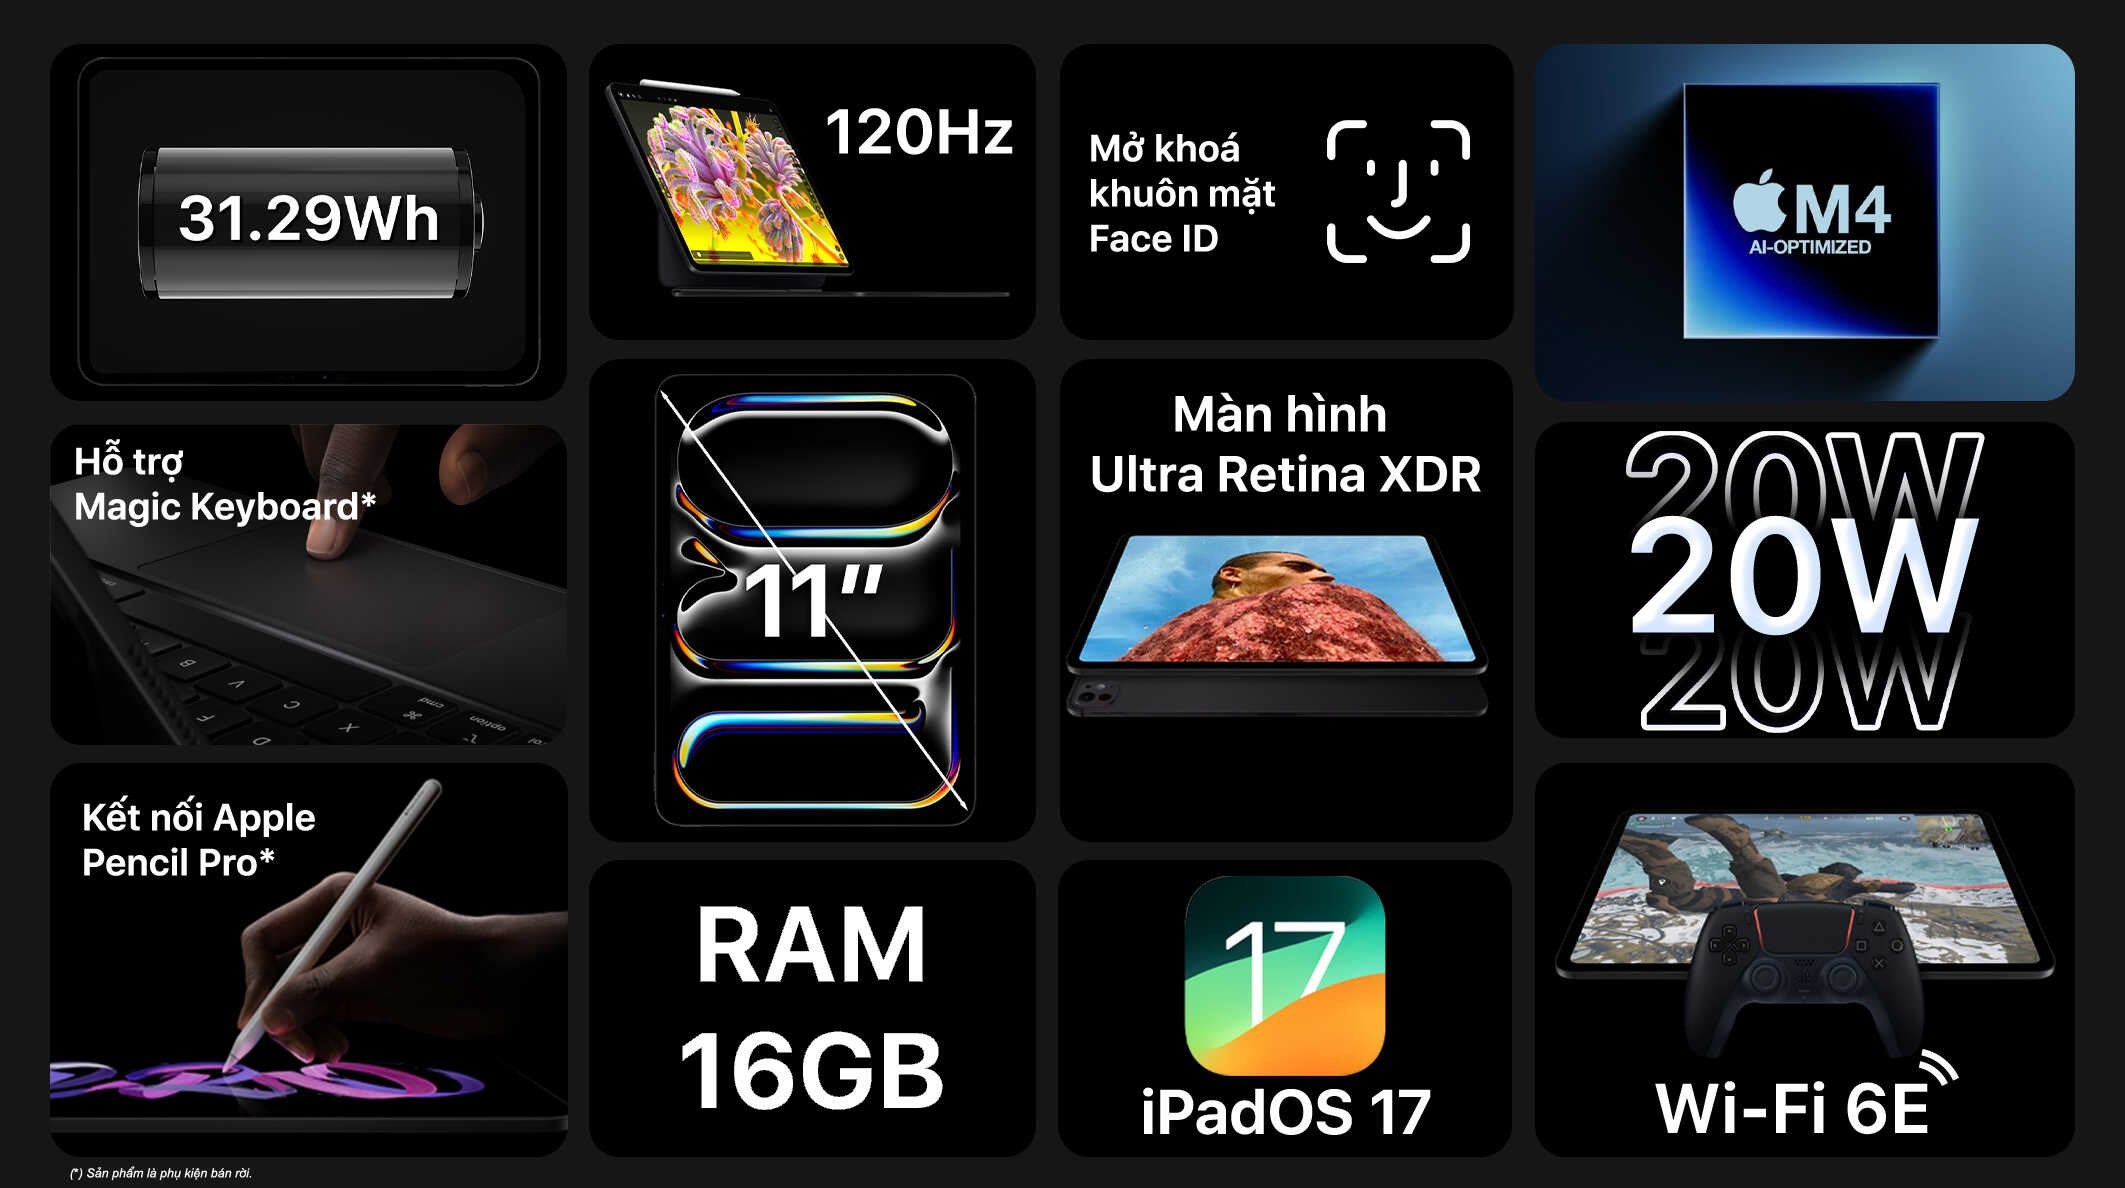 31.29Wh
120Hz
Mở khoá
khuôn mặt
Face ID
M4
AI-OPTIMIZED
Hỗ trợ
Magic Keyboard*
11"
Màn hình
Ultra Retina XDR
20W
20W
20W
Kết nối Apple
Pencil Pro*
RAM
16GB
17
iPadOS 17
Wi-Fi 6E
(*) Sản phẩm là phụ kiện bán rời.